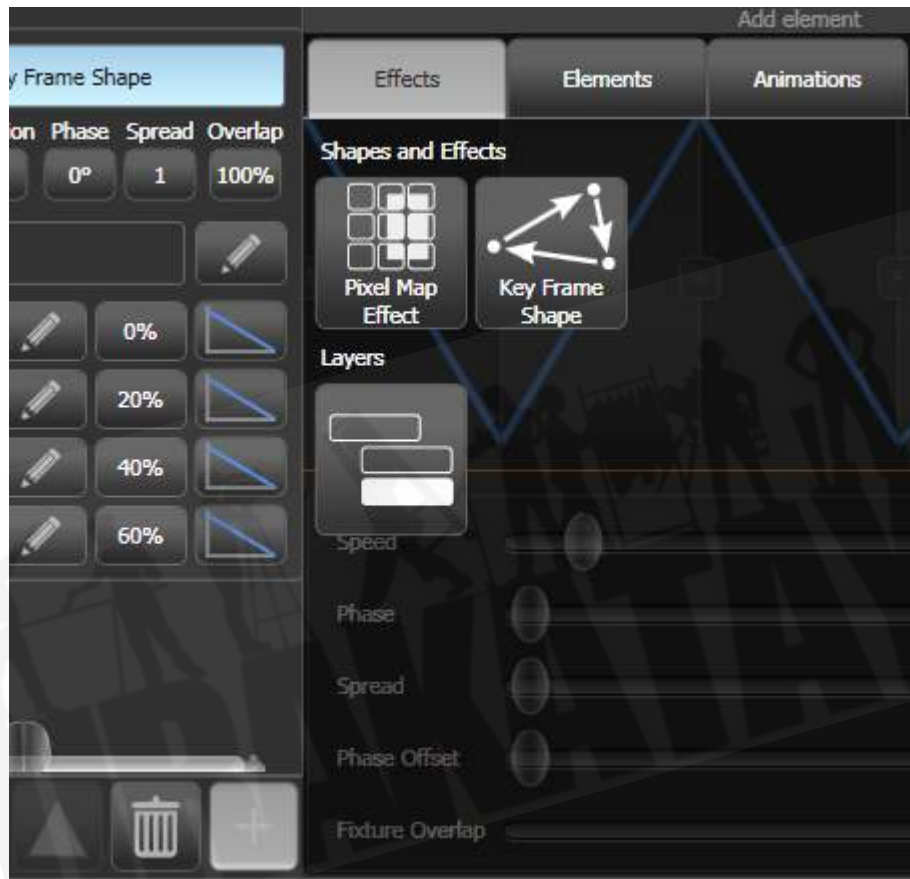 Add element
y Frame Shape
Effects
Elements
Animations
on Phase Spread Overlap
0° 1 100%
Shapes and Effects
Pixel Map
Effect
Key Frame
Shape
0%
20%
40%
60%
Layers
Speed
Phase
Spread
Phase Offset
Fixture Overlap